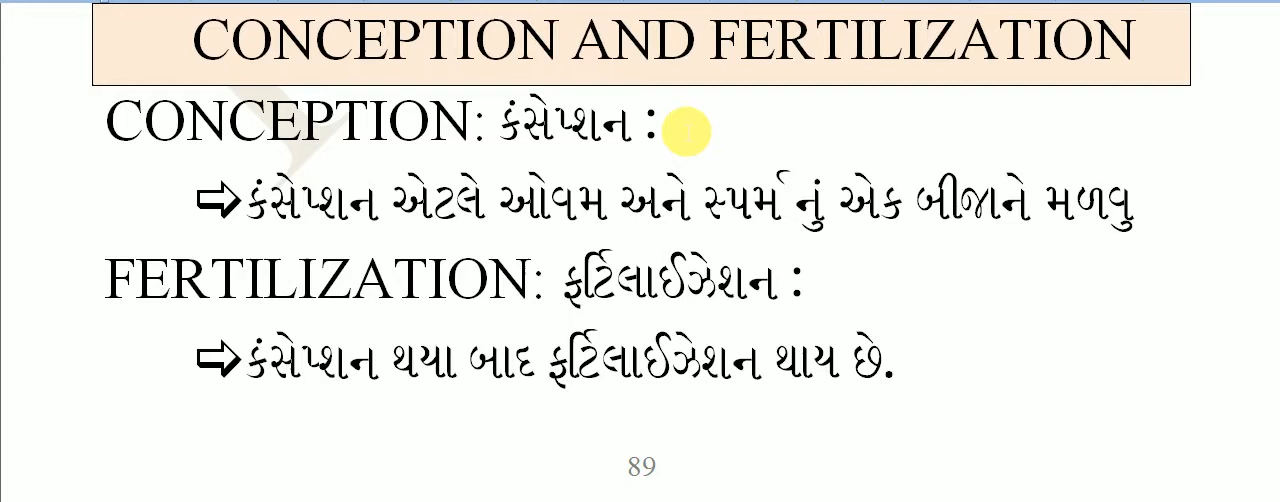 CONCEPTION AND FERTILIZATION
CONCEPTION: કંસેપ્શન :
➩કંસેપ્શન એટલે ઓવમ અને સ્પર્મ નું એક બીજાને મળવુ
FERTILIZATION: ફર્ટિલાઈઝેશન :
➩કંસેપ્શન થયા બાદ ફર્ટિલાઈઝેશન થાય છે.
89